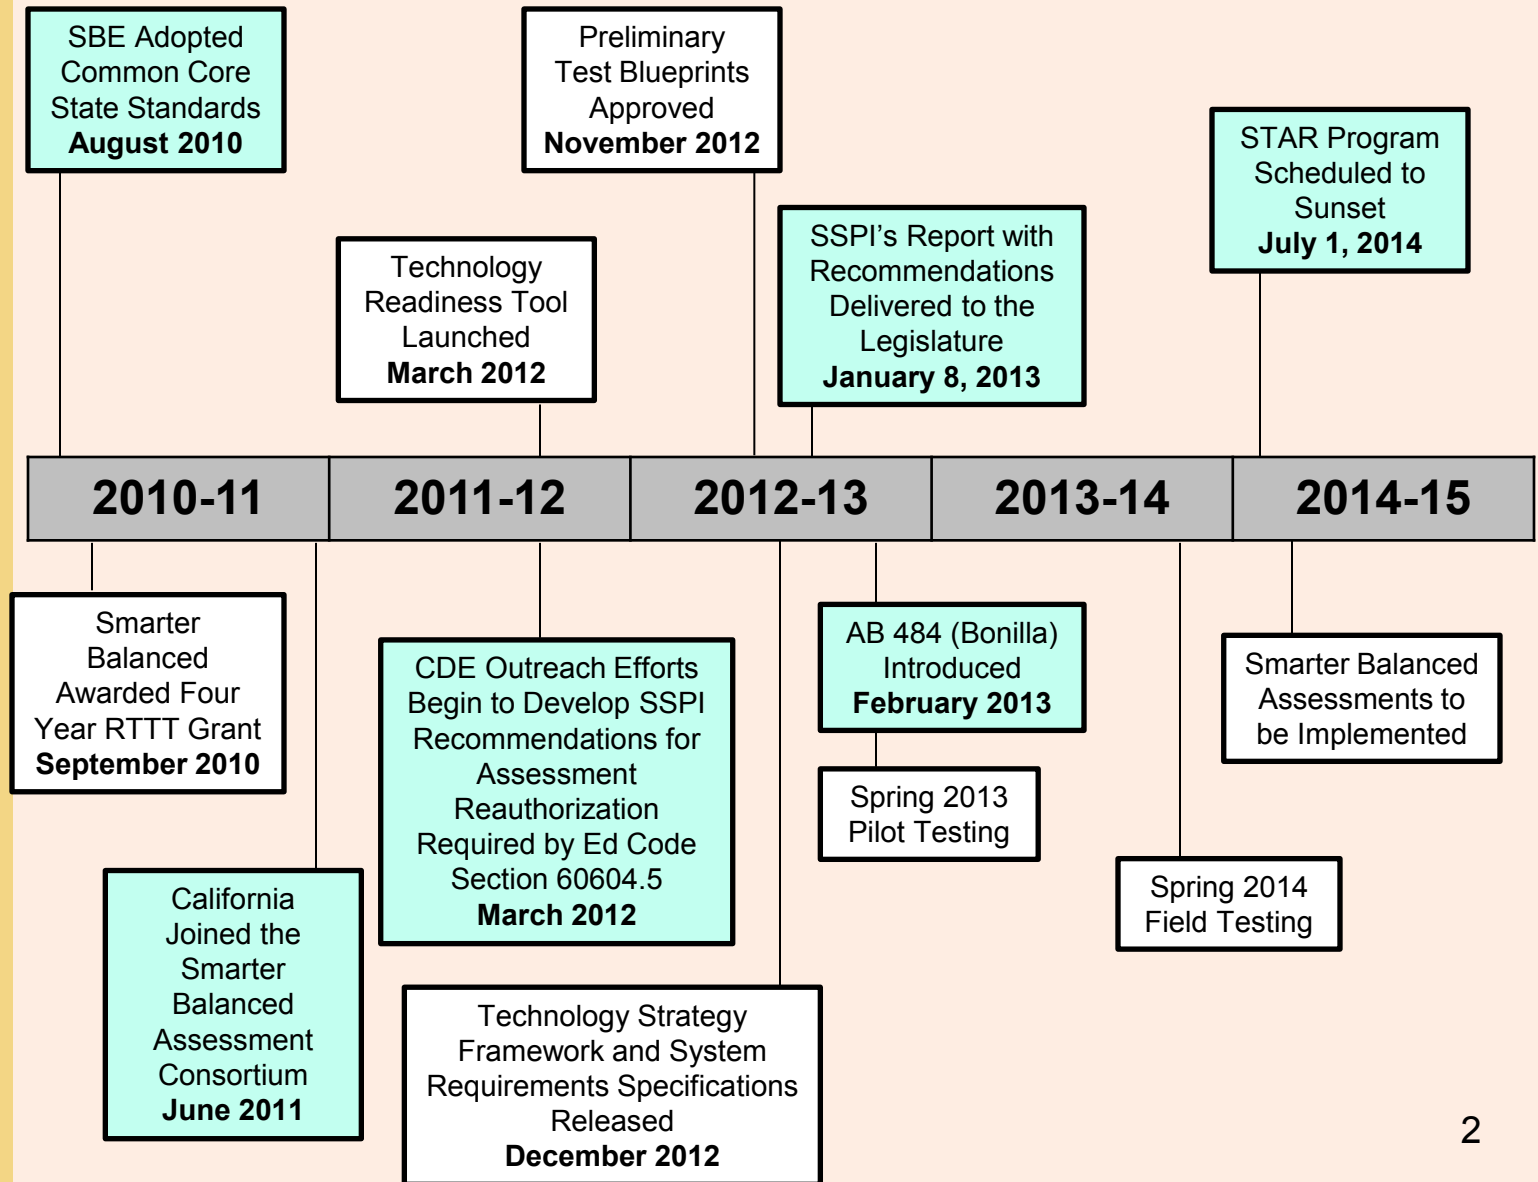 SBE Adopted
Common Core
State Standards
August 2010
Preliminary
Test Blueprints
Approved
November 2012
STAR Program
Scheduled to
Sunset
July 1, 2014
SSPI's Report with
Recommendations
Delivered to the
Legislature
January 8, 2013
Technology
Readiness Tool
Launched
March 2012
2010-11
2011-12
2012-13
2013-14
2014-15
Smarter
Balanced
Awarded Four
Year RTTT Grant
September 2010
AB 484 (Bonilla)
Introduced
February 2013
CDE Outreach Efforts
Begin to Develop SSPI
Recommendations for
Assessment
Reauthorization
Required by Ed Code
Section 60604.5
March 2012
Smarter Balanced
Assessments to
be Implemented
Spring 2013
Pilot Testing
Spring 2014
Field Testing
California
Joined the
Smarter
Balanced
Assessment
Consortium
June 2011
Technology Strategy
Framework and System
Requirements Specifications
Released
December 2012
2